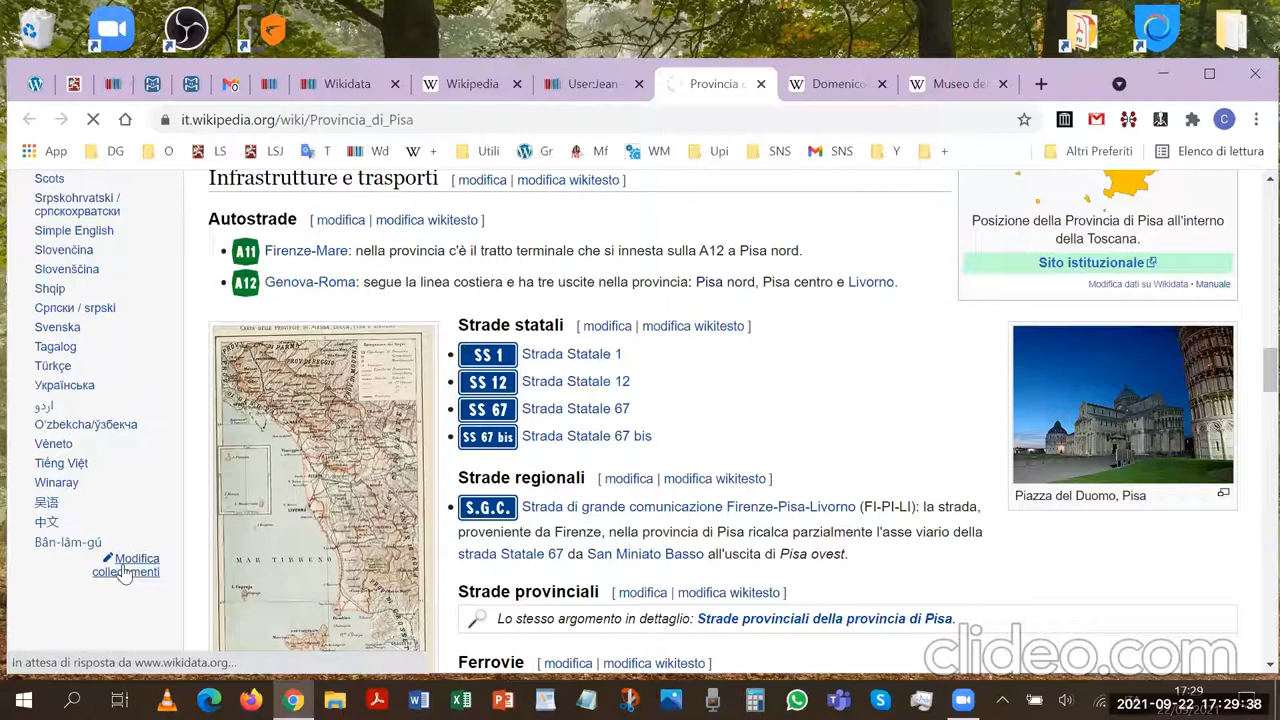 Wikidata
Wikipedia
User:Jean-
Provincia d
Domenico
Museo de
it.wikipedia.org/wiki/Provincia_di_Pisa
C
App
DG
O
LS
LSJ
T
Wd
+
Utili
Gr
Mf
WM
Upi
SNS
SNS
Y
+
Altri Preferiti
Elenco di lettura
Scots
Srpskohrvatski /
српскохрватски
Simple English
Slovenčina
Slovenščina
Shqip
Српски / srpski
Svenska
Tagalog
Türkçe
Українська
اردو
Oʻzbekcha/ўзбекча
Vèneto
Tiếng Việt
Winaray
吴语
中文
Bân-lâm-gú
Modifica
collegamenti
Infrastrutture e trasporti [ modifica | modifica wikitesto ]
Autostrade [ modifica | modifica wikitesto ]
A11 Firenze-Mare: nella provincia c'è il tratto terminale che si innesta sulla A12 a Pisa nord.
A12 Genova-Roma: segue la linea costiera e ha tre uscite nella provincia: Pisa nord, Pisa centro e Livorno.
CARTA DELLE PROVINCIE DI MASSA, LUCCA, PISA E LIVORNO
LIVORNO
MAR TIRRENO
Strade statali [ modifica | modifica wikitesto ]
SS 1 Strada Statale 1
SS 12 Strada Statale 12
SS 67 Strada Statale 67
SS 67 bis Strada Statale 67 bis
Strade regionali [ modifica | modifica wikitesto ]
S.G.C. Strada di grande comunicazione Firenze-Pisa-Livorno (FI-PI-LI): la strada,
proveniente da Firenze, nella provincia di Pisa ricalca parzialmente l'asse viario della
strada Statale 67 da San Miniato Basso all'uscita di Pisa ovest.
Strade provinciali [ modifica | modifica wikitesto ]
Lo stesso argomento in dettaglio: Strade provinciali della provincia di Pisa.
Ferrovie [ modifica | modifica wikitesto ]
Posizione della Provincia di Pisa all'interno
della Toscana.
Sito istituzionale
Modifica dati su Wikidata · Manuale
Piazza del Duomo, Pisa
In attesa di risposta da www.wikidata.org...
clideo.com
17:29
2021-09-22 17:29:38